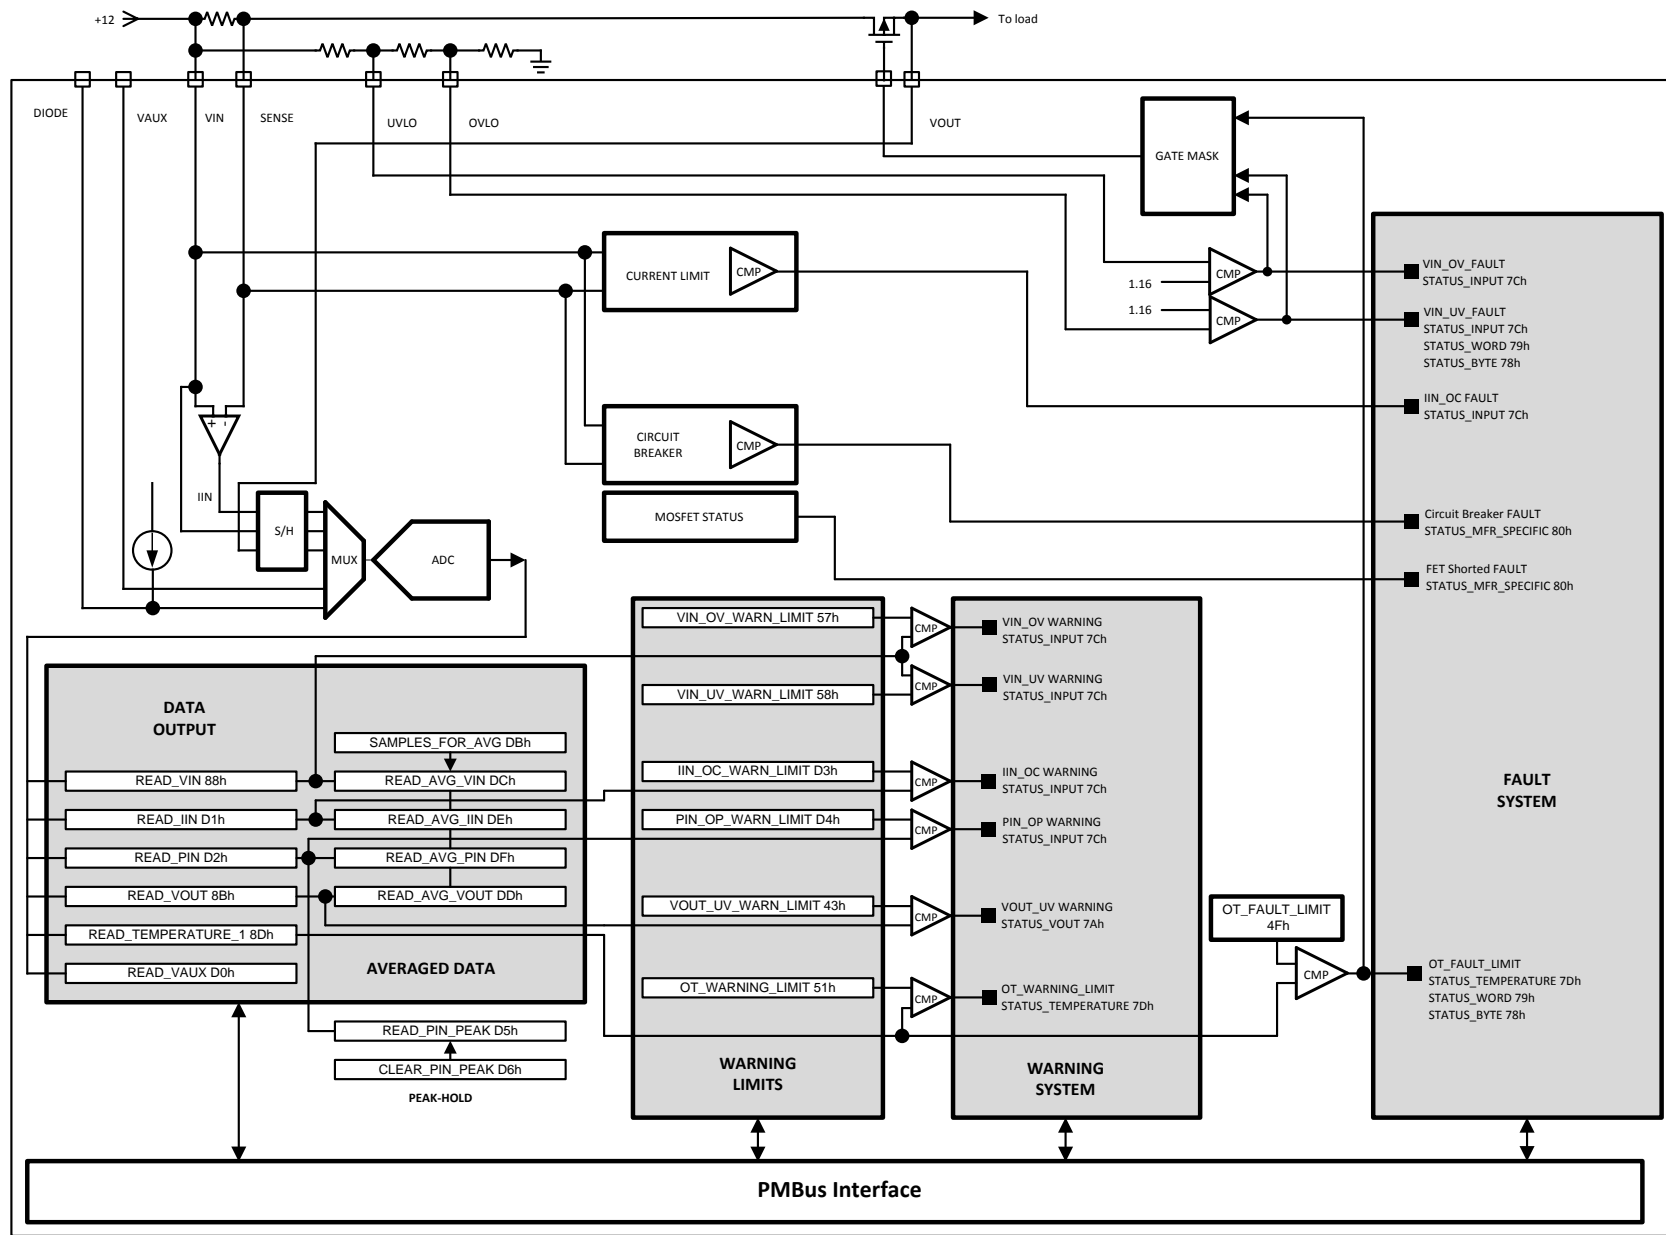 +12
To load
DIODE
VAUX
VIN
SENSE
UVLO
OVLO
VOUT
GATE MASK
CURRENT LIMIT
CMP
CMP
1.16
1.16
CMP
VIN_OV_FAULT
STATUS_INPUT 7Ch
VIN_UV_FAULT
STATUS_INPUT 7Ch
STATUS_WORD 79h
STATUS_BYTE 78h
IIN_OC FAULT
STATUS_INPUT 7Ch
+ -
CIRCUIT
BREAKER
CMP
IIN
S/H
MUX
ADC
MOSFET STATUS
Circuit Breaker FAULT
STATUS_MFR_SPECIFIC 80h
FET Shorted FAULT
STATUS_MFR_SPECIFIC 80h
DATA
OUTPUT
SAMPLES_FOR_AVG DBh
READ_VIN 88h
READ_AVG_VIN DCh
READ_IIN D1h
READ_AVG_IIN DEh
READ_PIN D2h
READ_AVG_PIN DFh
READ_VOUT 8Bh
READ_AVG_VOUT DDh
READ_TEMPERATURE_1 8Dh
READ_VAUX D0h
AVERAGED DATA
READ_PIN_PEAK D5h
CLEAR_PIN_PEAK D6h
PEAK-HOLD
VIN_OV_WARN_LIMIT 57h
CMP
VIN_OV WARNING
STATUS_INPUT 7Ch
VIN_UV_WARN_LIMIT 58h
CMP
VIN_UV WARNING
STATUS_INPUT 7Ch
IIN_OC_WARN_LIMIT D3h
CMP
IIN_OC WARNING
STATUS_INPUT 7Ch
PIN_OP_WARN_LIMIT D4h
CMP
PIN_OP WARNING
STATUS_INPUT 7Ch
VOUT_UV_WARN_LIMIT 43h
CMP
VOUT_UV WARNING
STATUS_VOUT 7Ah
OT_WARNING_LIMIT 51h
CMP
OT_WARNING_LIMIT
STATUS_TEMPERATURE 7Dh
WARNING
LIMITS
WARNING
SYSTEM
FAULT
SYSTEM
OT_FAULT_LIMIT
4Fh
CMP
OT_FAULT_LIMIT
STATUS_TEMPERATURE 7Dh
STATUS_WORD 79h
STATUS_BYTE 78h
PMBus Interface